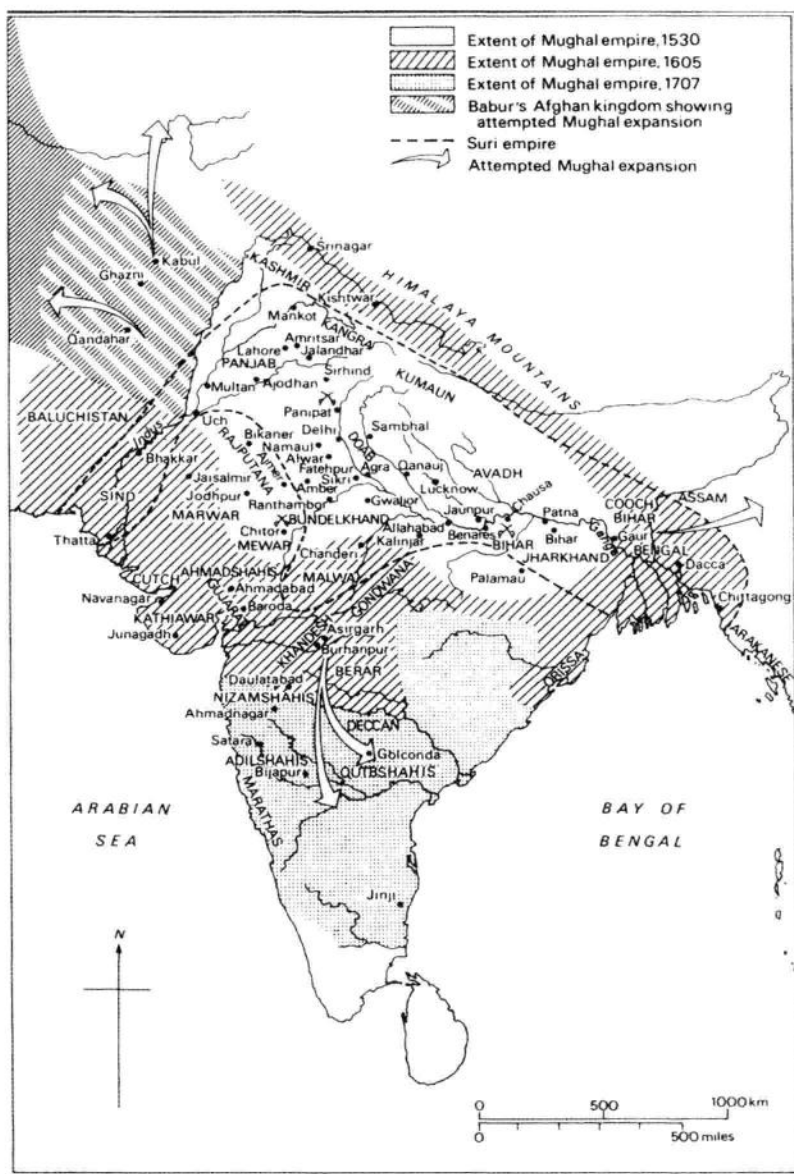 Extent of Mughal empire, 1530
Extent of Mughal empire, 1605
Extent of Mughal empire, 1707
Babur's Afghan kingdom showing
attempted Mughal expansion
Suri empire
Attempted Mughal expansion
Srinagar
Kabul
KASHMIR
HIMALAYA MOUNTAINS
Ghazni
Kishtwar
Mankot
Qandahar
KANGRA
Amritsar
Lahore
Jalandhar
PANJAB
Sirhind
KUMAUN
Multan
Ajodhan
BALUCHISTAN
Panipat
Uch
Sambhal
Indus
Delhi
RAJPUTANA
Bikaner
DOAB
Bhakkar
Namaul
Alwar
AVADH
Ajmer
Fatehpur
Agra
Qanauj
ASSAM
Jaisalmir
Sikri
Lucknow
COOCH
SIND
Jodhpur
Amber
Chausa
BIHAR
Ranthambor
Gwalior
Jaunpur
Patna
Ganga
MARWAR
BUNDELKHAND
Allahabad
Gaur
Thatta
Chitor
Benares
BIHAR
Bihar
BENGAL
MEWAR
Kalinjar
JHARKHAND
Dacca
Chanderi
CUTCH
AHMADSHAHIS
MALWA
Palamau
Navanagar
Ahmadabad
GONDWANA
Chittagong
KATHIAWAR
GUJARAT
Baroda
Junagadh
Asirgarh
ARAKANESE
KHANDESH
Burhanpur
ORISSA
BERAR
Daulatabad
NIZAMSHAHIS
Ahmadnagar
DECCAN
Satara
Golconda
ADILSHAHIS
Bijapur
QUTBSHAHIS
MARATHAS
ARABIAN
SEA
BAY OF
BENGAL
Jinji
N
0 500 1000 km
0 500 miles